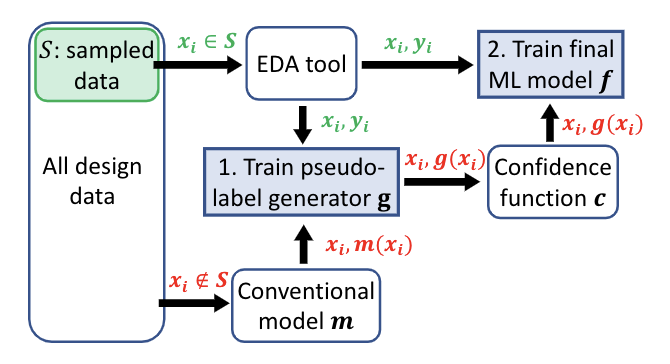 S: sampled
data
x_i ∈ S
EDA tool
x_i, y_i
2. Train final
ML model f
x_i, y_i
x_i, g(x_i)
All design
data
1. Train pseudo-
label generator g
x_i, g(x_i)
Confidence
function c
x_i, m(x_i)
x_i ∉ S
Conventional
model m